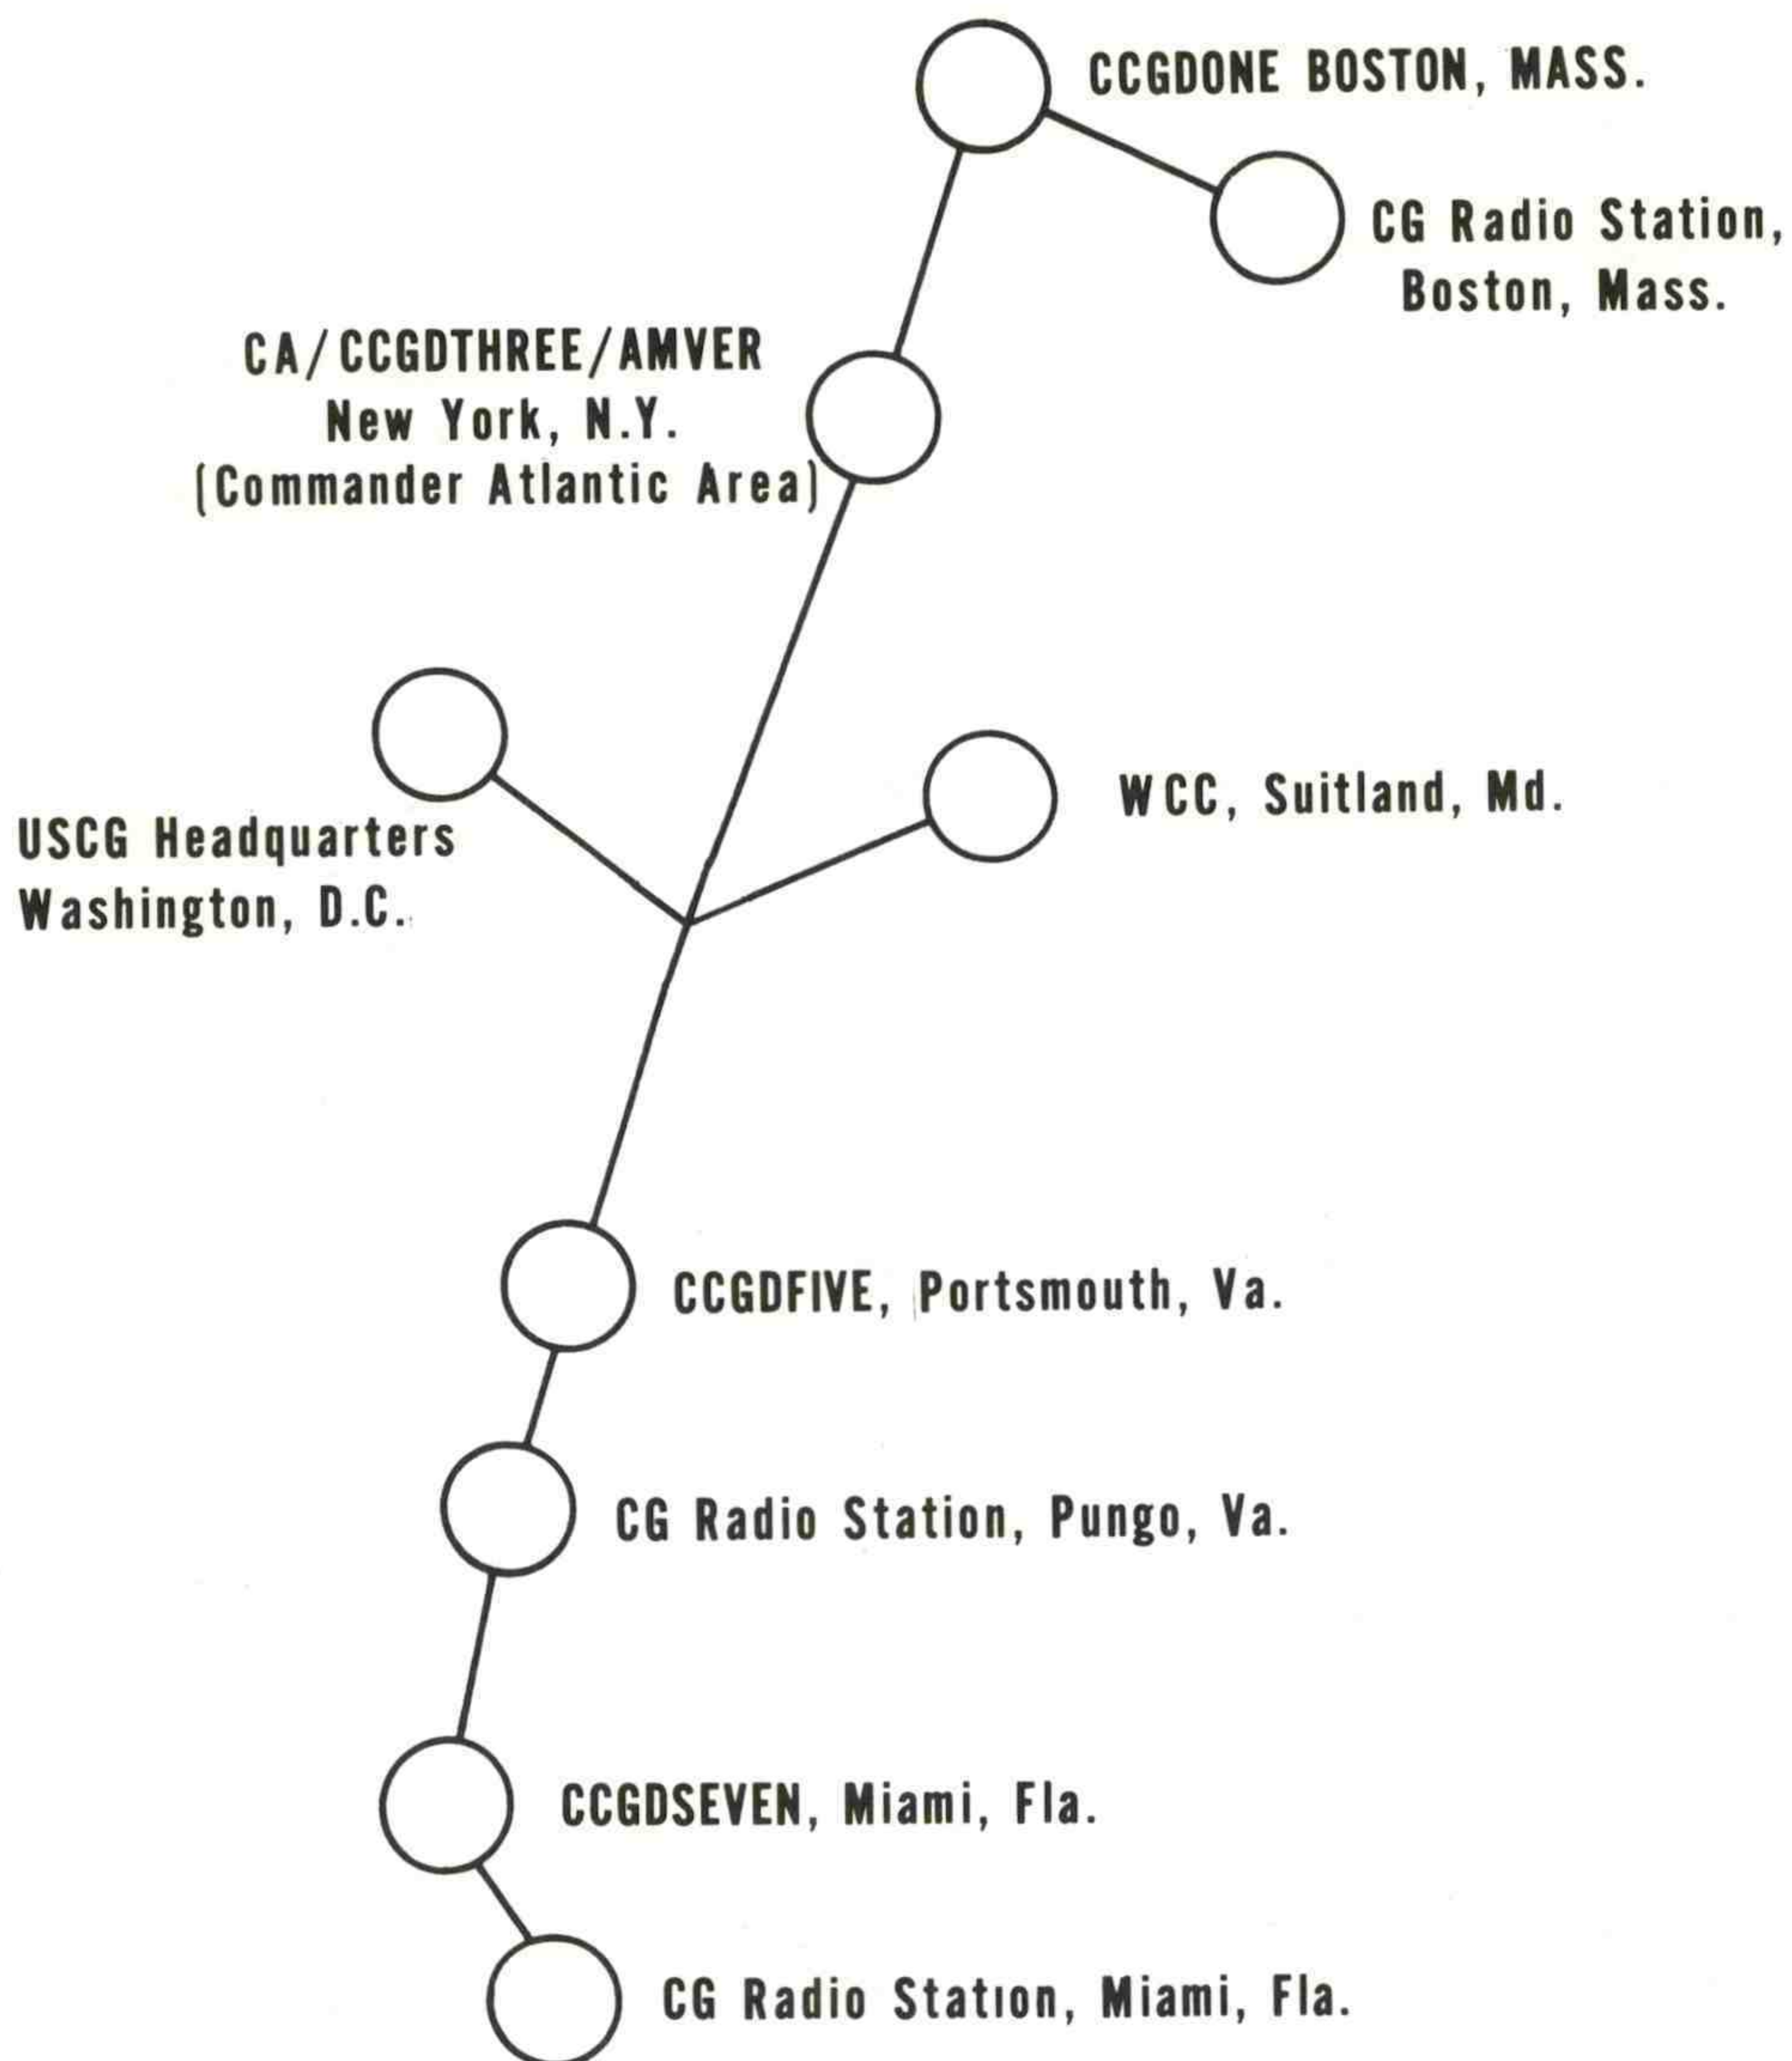 CCGDONE BOSTON, MASS.
CG Radio Station,
Boston, Mass.
CA/CCGDTHREE/AMVER
New York, N.Y.
(Commander Atlantic Area)
WCC, Suitland, Md.
USCG Headquarters
Washington, D.C.
CCGDFIVE, Portsmouth, Va.
CG Radio Station, Pungo, Va.
CCGDSEVEN, Miami, Fla.
CG Radio Station, Miami, Fla.